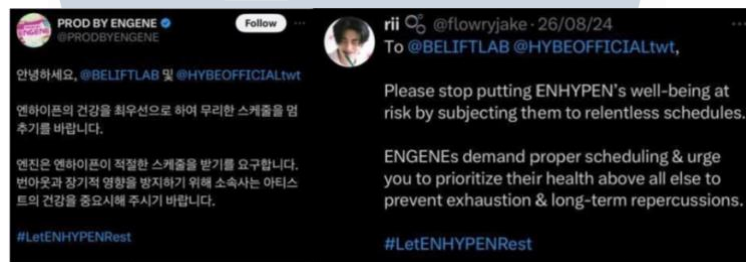 PROD BY ENGENE
@PRODBYENGENE
Follow
안녕하세요, @BELIFTLAB 및 @HYBEOFFICIALtwt
엔하이픈의 건강을 최우선으로 하여 무리한 스케줄을 멈
추기를 바랍니다.
엔진은 엔하이픈이 적절한 스케줄을 받기를 요구합니다.
번아웃과 장기적 영향을 방지하기 위해 소속사는 아티스
트의 건강을 중요시해 주시기 바랍니다.
#LetENHYPENRest
rii @flowryjake · 26/08/24
To @BELIFTLAB @HYBEOFFICIALtwt,
Please stop putting ENHYPEN's well-being at
risk by subjecting them to relentless schedules.
ENGENEs demand proper scheduling & urge
you to prioritize their health above all else to
prevent exhaustion & long-term repercussions.
#LetENHYPENRest